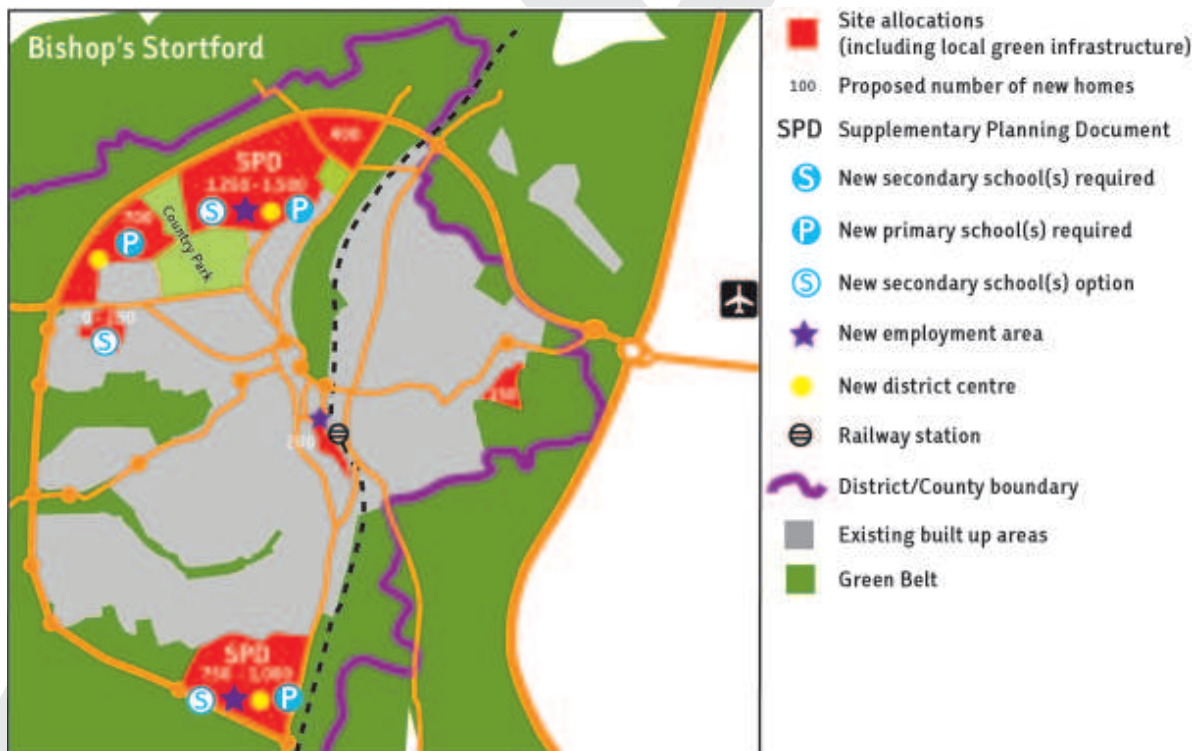 Bishop's Stortford
400
SPD
1,250 - 1,500
S
P
700
P
Country Park
0 - 150
S
150
200
SPD
750 - 1,000
S
P
Site allocations
(including local green infrastructure)
100 Proposed number of new homes
SPD Supplementary Planning Document
S New secondary school(s) required
P New primary school(s) required
S New secondary school(s) option
New employment area
New district centre
Railway station
District/County boundary
Existing built up areas
Green Belt